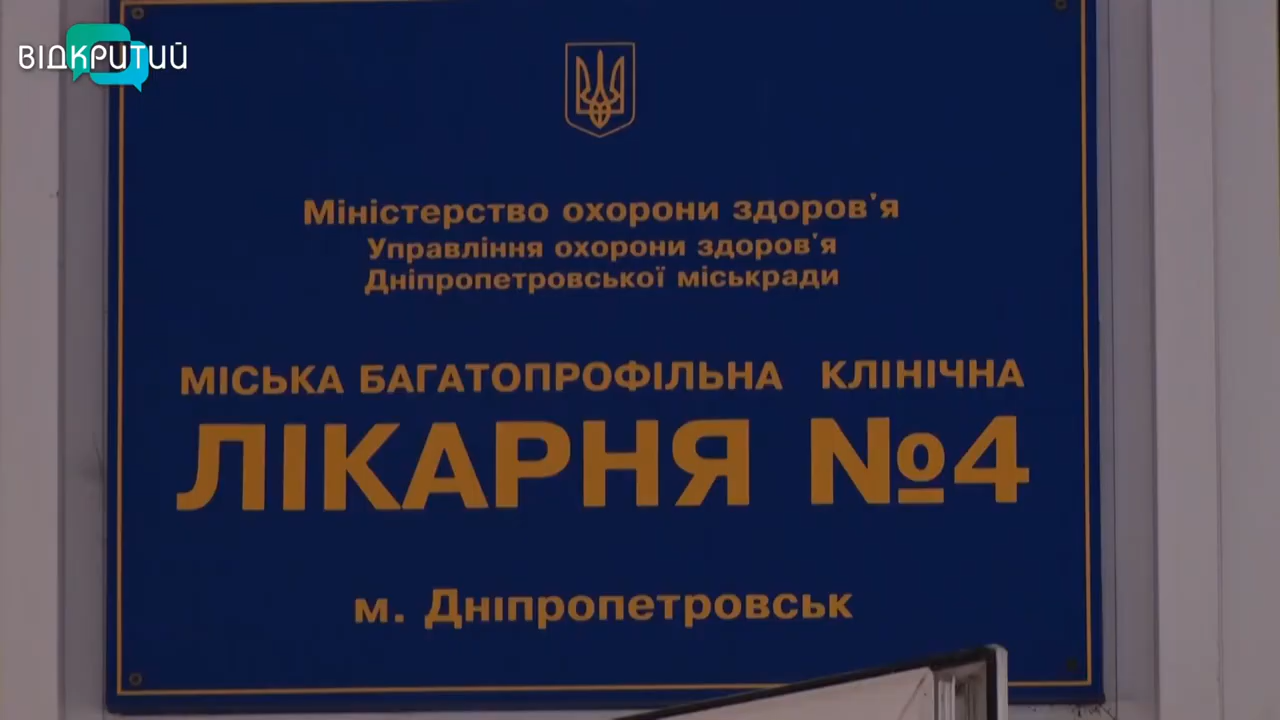 ВІДКРИТИЙ
Міністерство охорони здоров'я
Управління охорони здоров'я
Дніпропетровської міськради
МІСЬКА БАГАТОПРОФІЛЬНА КЛІНІЧНА
ЛІКАРНЯ №4
м. Дніпропетровськ